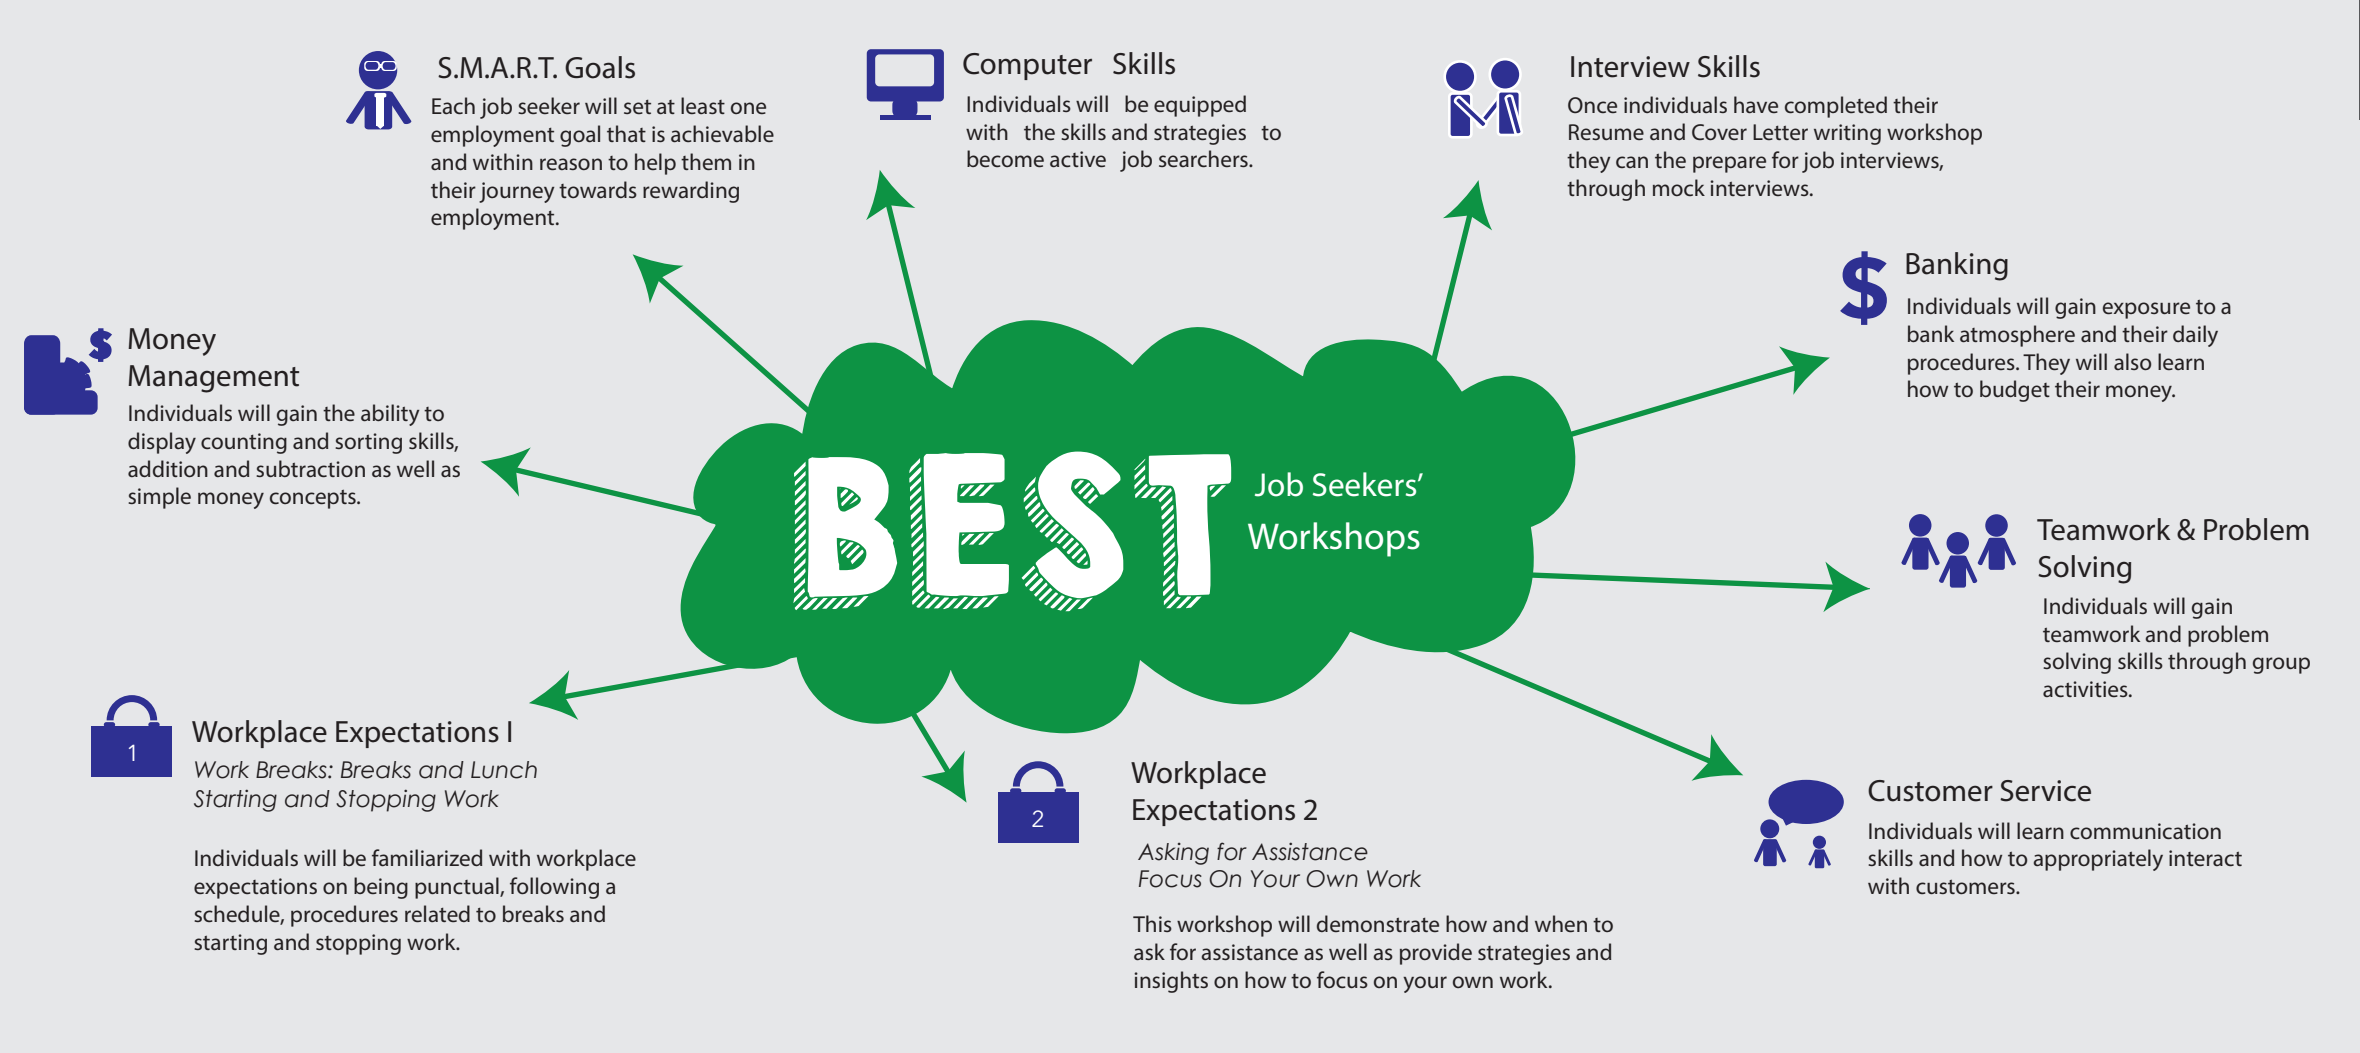 S.M.A.R.T. Goals
Each job seeker will set at least one
employment goal that is achievable
and within reason to help them in
their journey towards rewarding
employment.
Computer Skills
Individuals will be equipped
with the skills and strategies to
become active job searchers.
Interview Skills
Once individuals have completed their
Resume and Cover Letter writing workshop
they can the prepare for job interviews,
through mock interviews.
$
Banking
Individuals will gain exposure to a
bank atmosphere and their daily
procedures. They will also learn
how to budget their money.
$
Money
Management
Individuals will gain the ability to
display counting and sorting skills,
addition and subtraction as well as
simple money concepts.
BEST
Job Seekers’
Workshops
Teamwork & Problem
Solving
Individuals will gain
teamwork and problem
solving skills through group
activities.
1
Workplace Expectations I
Work Breaks: Breaks and Lunch
Starting and Stopping Work
Individuals will be familiarized with workplace
expectations on being punctual, following a
schedule, procedures related to breaks and
starting and stopping work.
2
Workplace
Expectations 2
Asking for Assistance
Focus On Your Own Work
This workshop will demonstrate how and when to
ask for assistance as well as provide strategies and
insights on how to focus on your own work.
Customer Service
Individuals will learn communication
skills and how to appropriately interact
with customers.